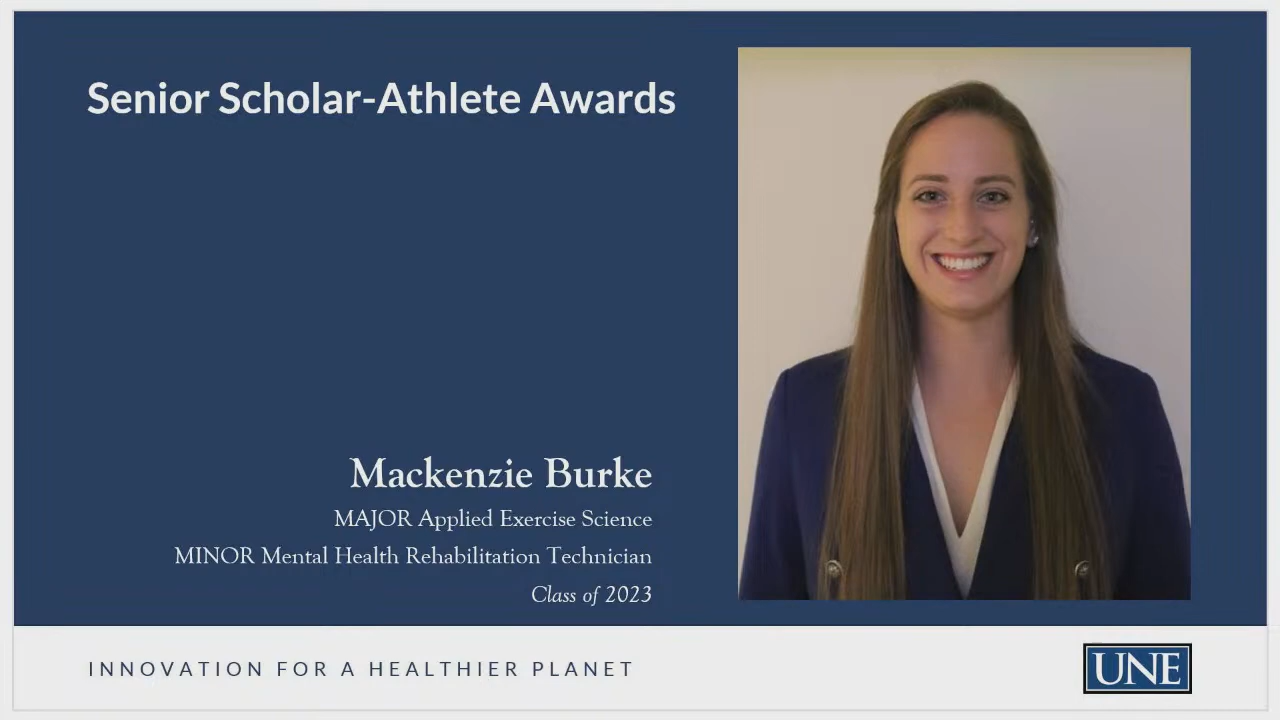 Senior Scholar-Athlete Awards
Mackenzie Burke
MAJOR Applied Exercise Science
MINOR Mental Health Rehabilitation Technician
Class of 2023
INNOVATION FOR A HEALTHIER PLANET
UNE